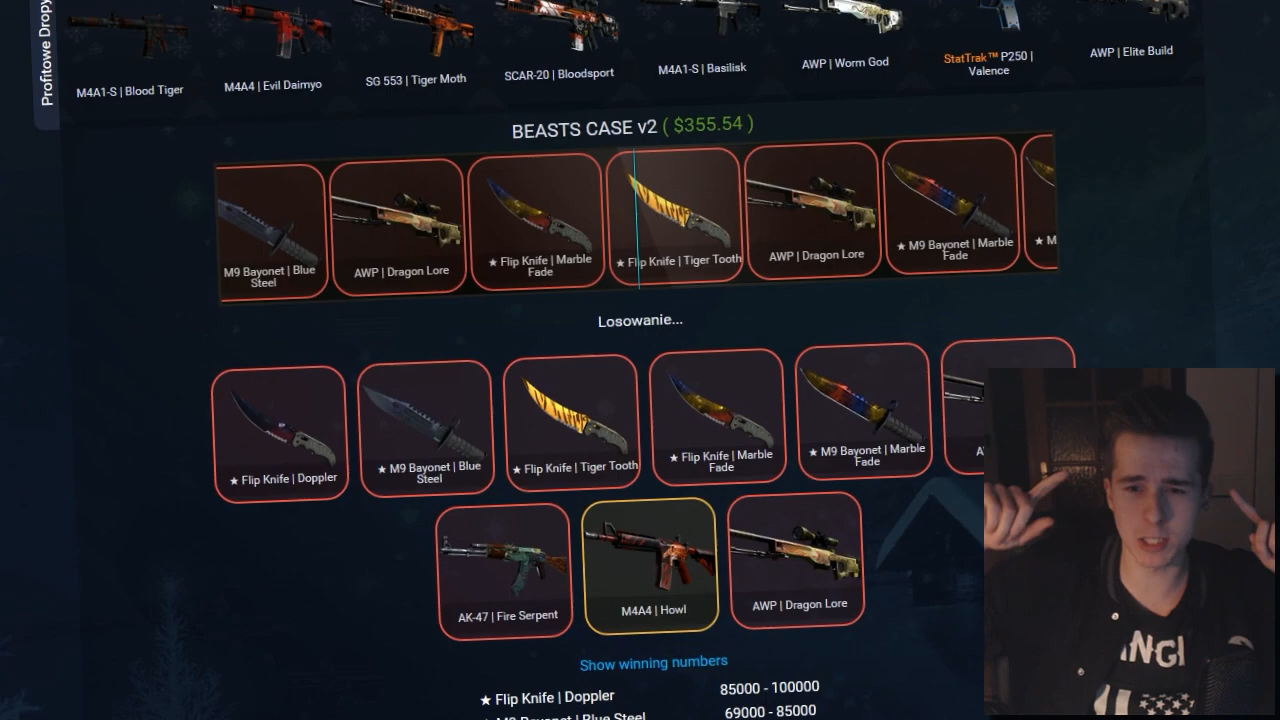 Profitowe Dropy
M4A1-S | Blood Tiger
M4A4 | Evil Daimyo
SG 553 | Tiger Moth
SCAR-20 | Bloodsport
M4A1-S | Basilisk
AWP | Worm God
StatTrak™ P250 |
Valence
AWP | Elite Build
BEASTS CASE v2 ( $355.54 )
M9 Bayonet | Blue
Steel
AWP | Dragon Lore
★ Flip Knife | Marble
Fade
★ Flip Knife | Tiger Tooth
AWP | Dragon Lore
★ M9 Bayonet | Marble
Fade
★ M
Losowanie...
★ Flip Knife | Doppler
★ M9 Bayonet | Blue
Steel
★ Flip Knife | Tiger Tooth
★ Flip Knife | Marble
Fade
★ M9 Bayonet | Marble
Fade
AK-47 | Fire Serpent
M4A4 | Howl
AWP | Dragon Lore
Show winning numbers
★ Flip Knife | Doppler 85000 - 100000
★ M9 Bayonet | Blue Steel 69000 - 85000